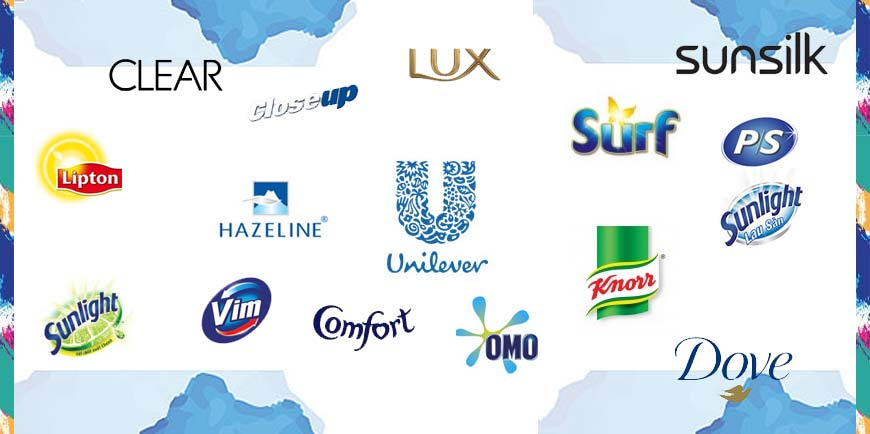 CLEAR
closeup
LUX
sunsilk
Lipton
Surf
PS
HAZELINE®
Unilever
Sunlight
Lau Sàn
Knorr®
Sunlight
Vim
Comfort
OMO
Dove